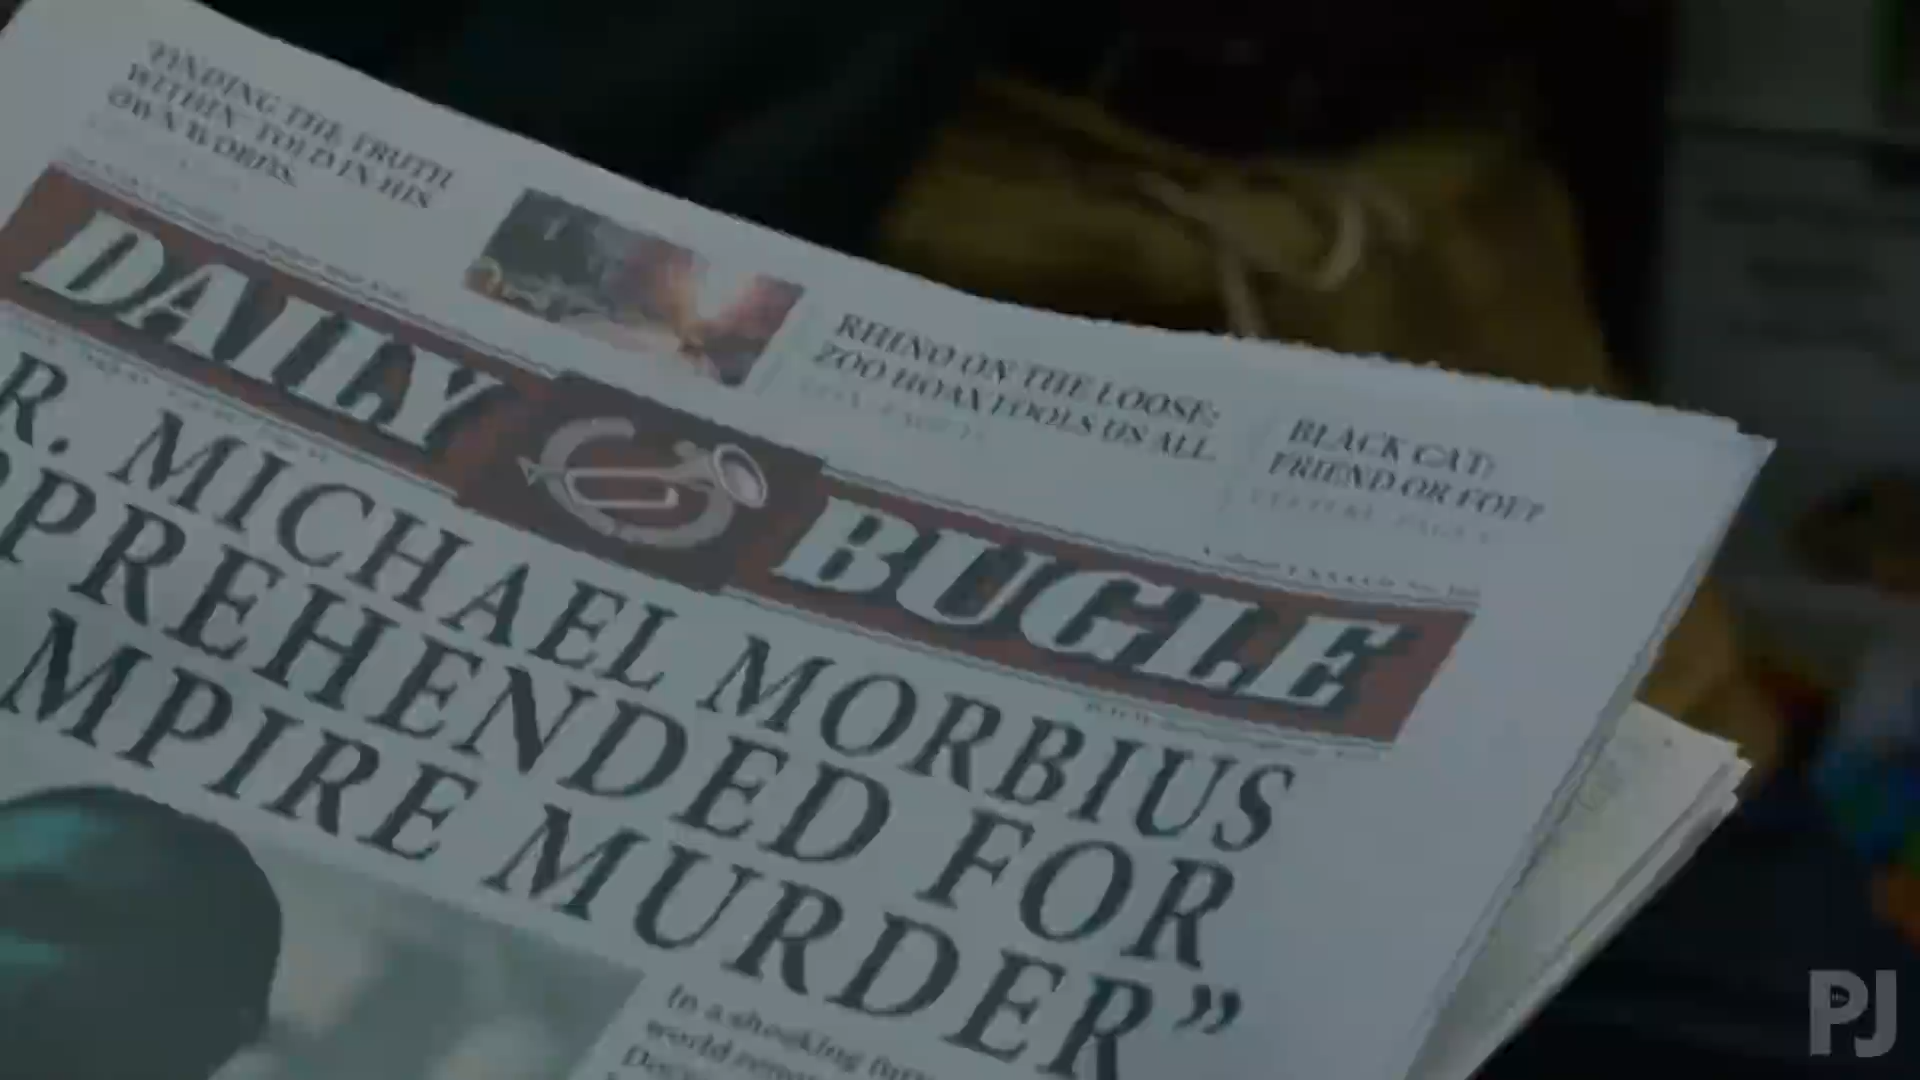 FINDING THE TRUTH
WITHIN: TOLD IN HIS
OWN WORDS.
RHINO ON THE LOOSE:
ZOO HOAX FOOLS US ALL.
BLACK CAT:
FRIEND OR FOE?
DAILY BUGLE
R. MICHAEL MORBIUS
PREHENDED FOR
MPIRE MURDER”
In a shocking
world
PJ